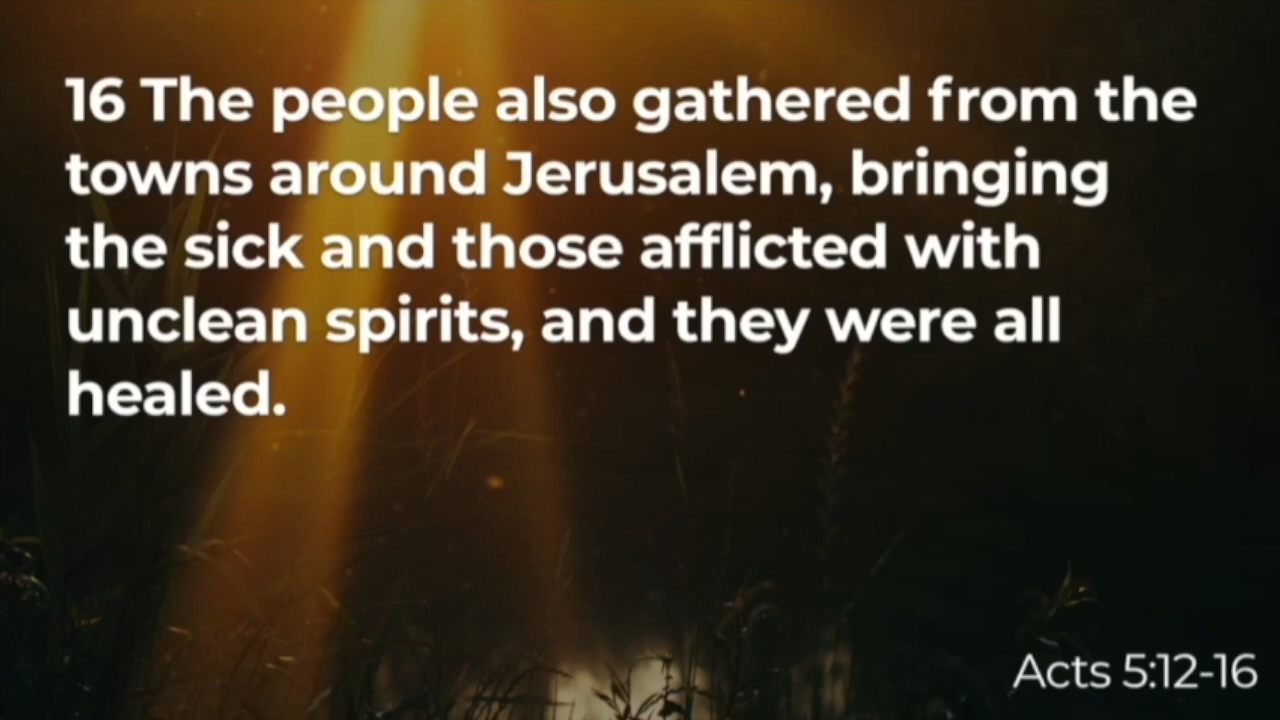 16 The people also gathered from the
towns around Jerusalem, bringing
the sick and those afflicted with
unclean spirits, and they were all
healed.
Acts 5:12-16